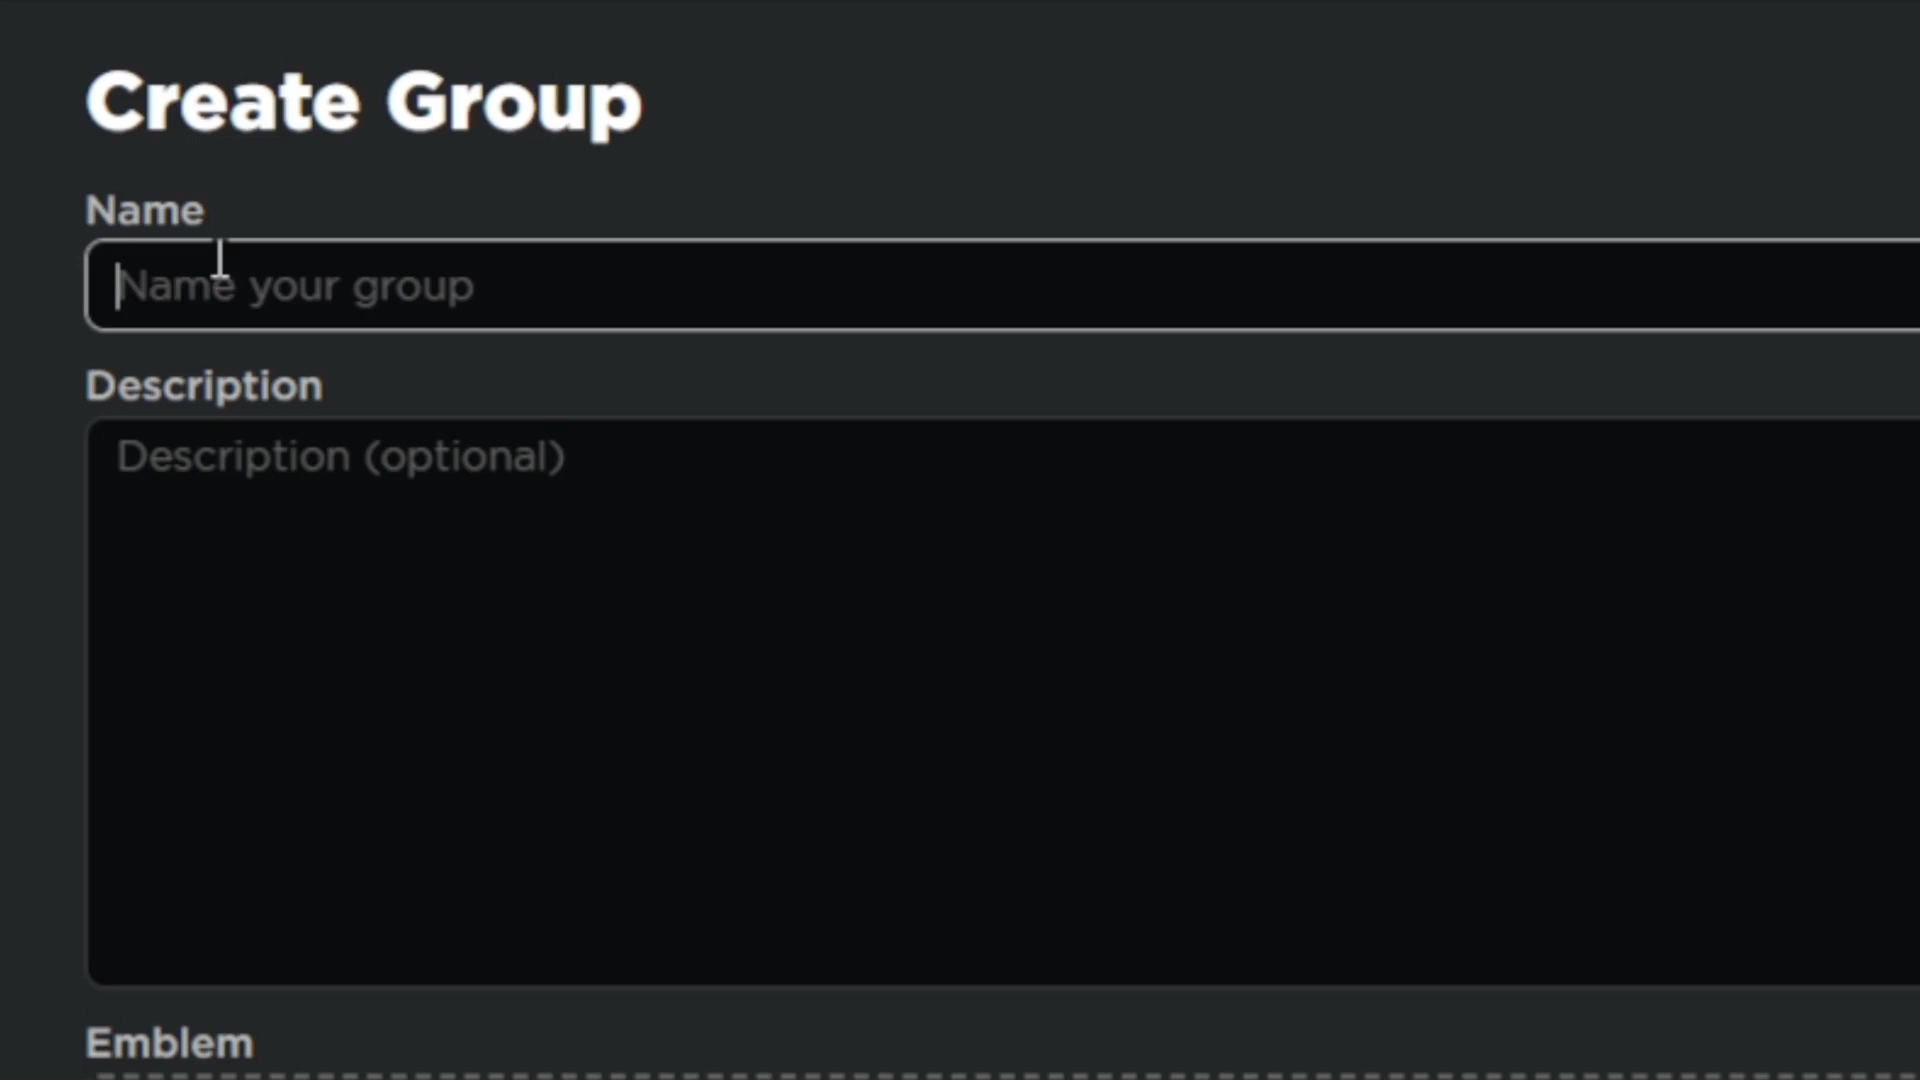 Create Group
Name
Name your group
Description
Description (optional)
Emblem